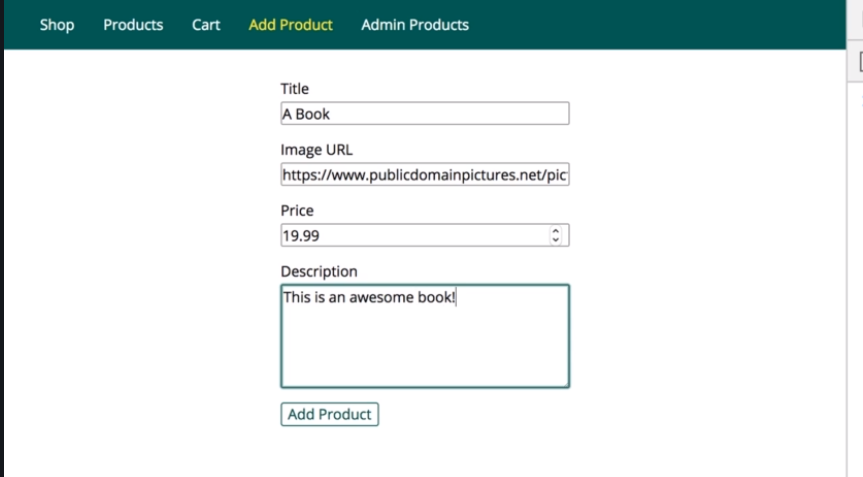 Shop Products Cart Add Product Admin Products
Title
A Book
Image URL
https://www.publicdomainpictures.net/pic
Price
19.99
Description
This is an awesome book!
Add Product